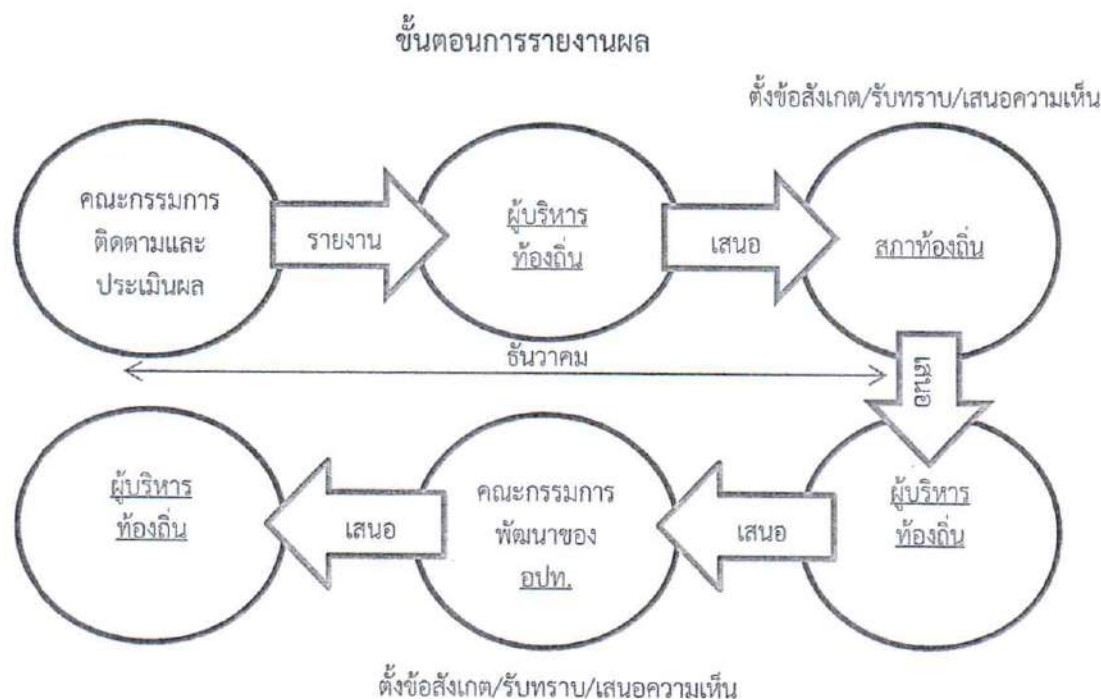 ขั้นตอนการรายงานผล
ตั้งข้อสังเกต/รับทราบ/เสนอความเห็น
คณะกรรมการ
ติดตามและ
ประเมินผล
รายงาน
ผู้บริหาร
ท้องถิ่น
เสนอ
สภาท้องถิ่น
ธันวาคม
เสนอ
ผู้บริหาร
ท้องถิ่น
เสนอ
คณะกรรมการ
พัฒนาของ
อปท.
เสนอ
ผู้บริหาร
ท้องถิ่น
ตั้งข้อสังเกต/รับทราบ/เสนอความเห็น